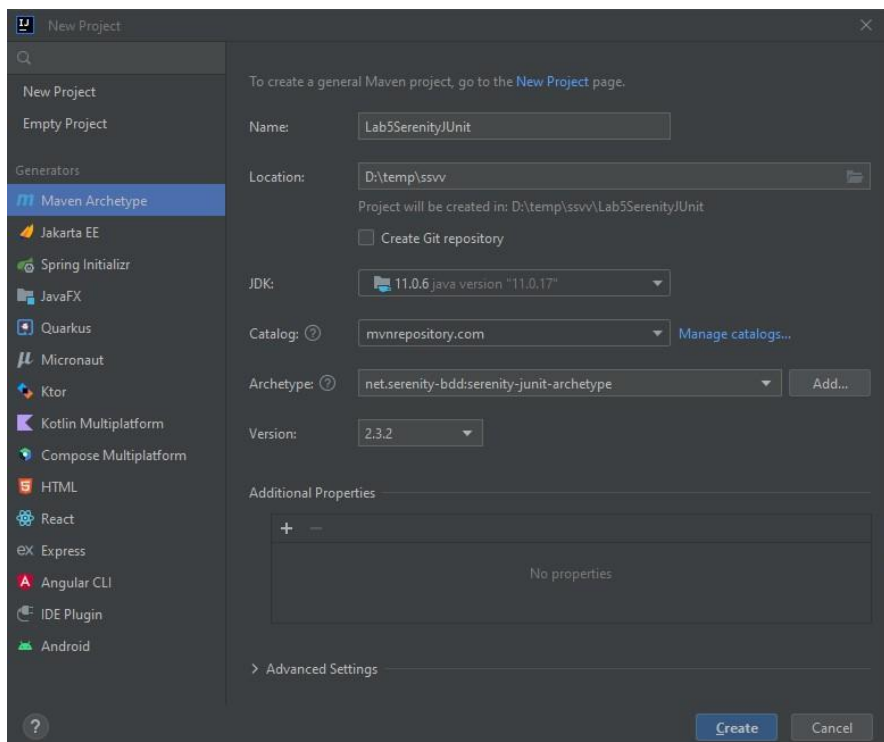 IJ New Project
New Project
Empty Project
Generators
m Maven Archetype
Jakarta EE
Spring Initializr
JavaFX
Quarkus
μ Micronaut
Ktor
Kotlin Multiplatform
Compose Multiplatform
5 HTML
React
ex Express
A Angular CLI
IDE Plugin
Android
?
To create a general Maven project, go to the New Project page.
Name: Lab5SerenityJUnit
Location: D:\temp\ssvv
Project will be created in: D:\temp\ssvv\Lab5SerenityJUnit
Create Git repository
JDK: 11.0.6 java version "11.0.17"
Catalog: ? mvnrepository.com Manage catalogs...
Archetype: ? net.serenity-bdd:serenity-junit-archetype Add...
Version: 2.3.2
Additional Properties
+ −
No properties
> Advanced Settings
Create Cancel